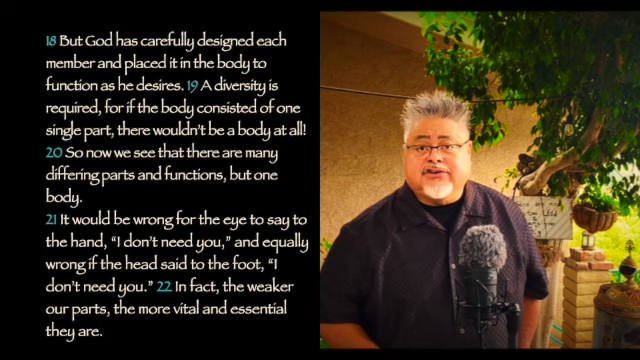 18 But God has carefully designed each
member and placed it in the body to
function as he desires. 19 A diversity is
required, for if the body consisted of one
single part, there wouldn't be a body at all!
20 So now we see that there are many
differing parts and functions, but one
body.
21 It would be wrong for the eye to say to
the hand, “I don't need you,” and equally
wrong if the head said to the foot, “I
don't need you.” 22 In fact, the weaker
our parts, the more vital and essential
they are.